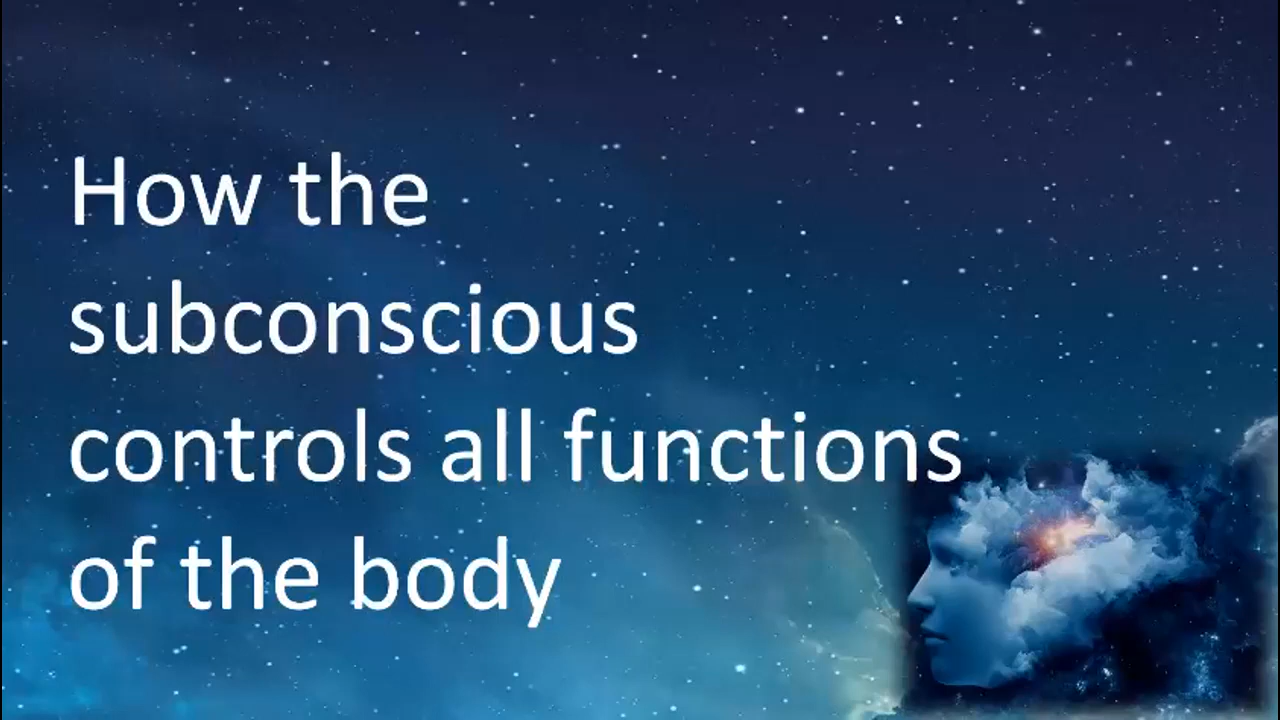 How the
subconscious
controls all functions
of the body